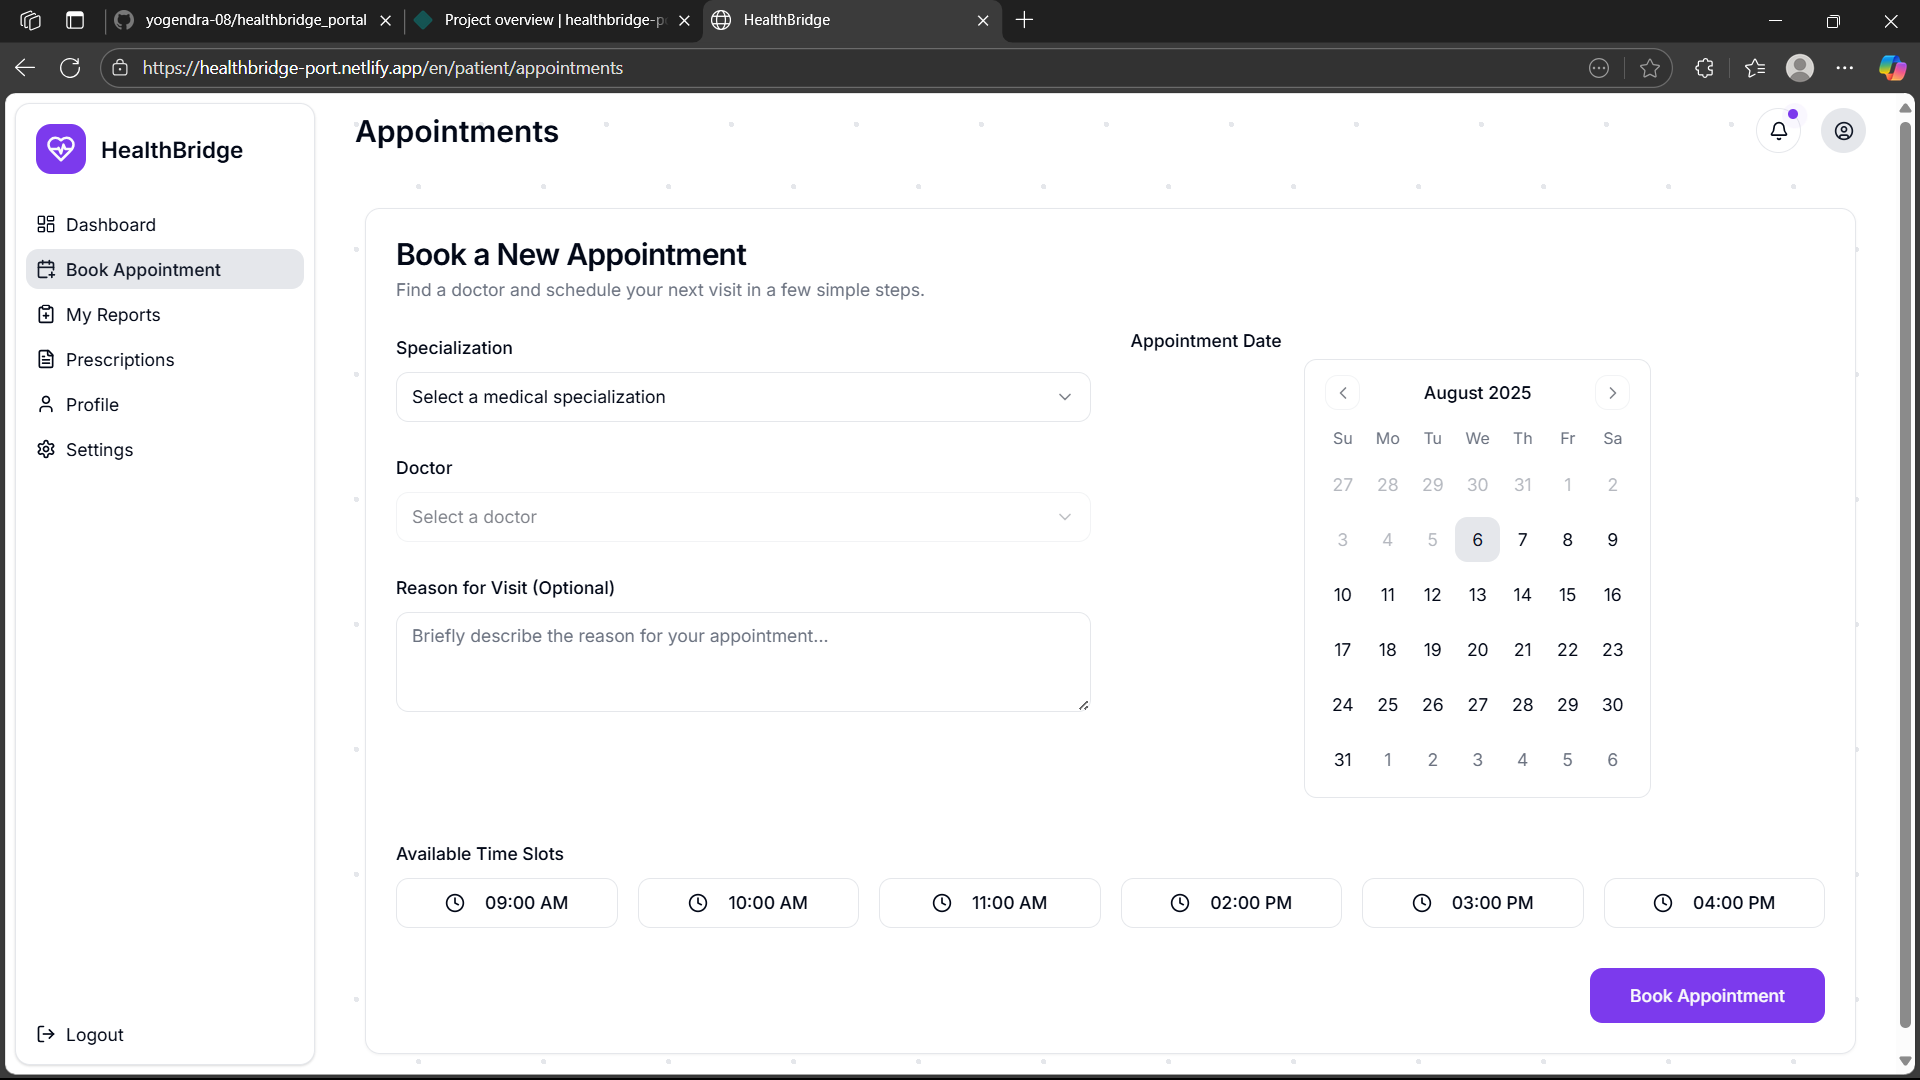 yogendra-08/healthbridge_portal
Project overview | healthbridge-po
HealthBridge
https://healthbridge-port.netlify.app/en/patient/appointments
HealthBridge
Dashboard
Book Appointment
My Reports
Prescriptions
Profile
Settings
Logout
Appointments
Book a New Appointment
Find a doctor and schedule your next visit in a few simple steps.
Specialization
Select a medical specialization
Doctor
Select a doctor
Reason for Visit (Optional)
Briefly describe the reason for your appointment...
Appointment Date
August 2025
Su Mo Tu We Th Fr Sa
27 28 29 30 31 1 2
3 4 5 6 7 8 9
10 11 12 13 14 15 16
17 18 19 20 21 22 23
24 25 26 27 28 29 30
31 1 2 3 4 5 6
Available Time Slots
09:00 AM 10:00 AM 11:00 AM 02:00 PM 03:00 PM 04:00 PM
Book Appointment